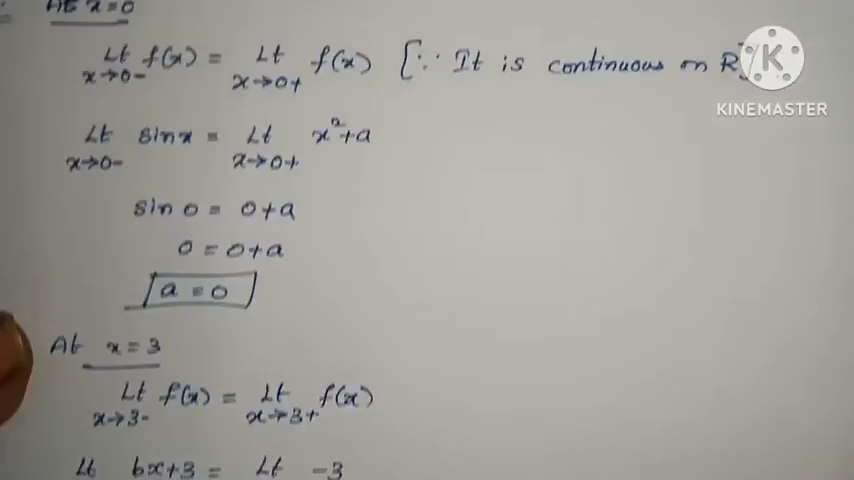 At x=0
Lt f(x) = Lt f(x) [∵ It is continuous on R]
x→0- x→0+
K
KINEMASTER
Lt sinx = Lt x²+a
x→0- x→0+
sin 0 = 0+a
0 = 0+a
a = 0
At x=3
Lt f(x) = Lt f(x)
x→3- x→3+
Lt bx+3 = Lt -3